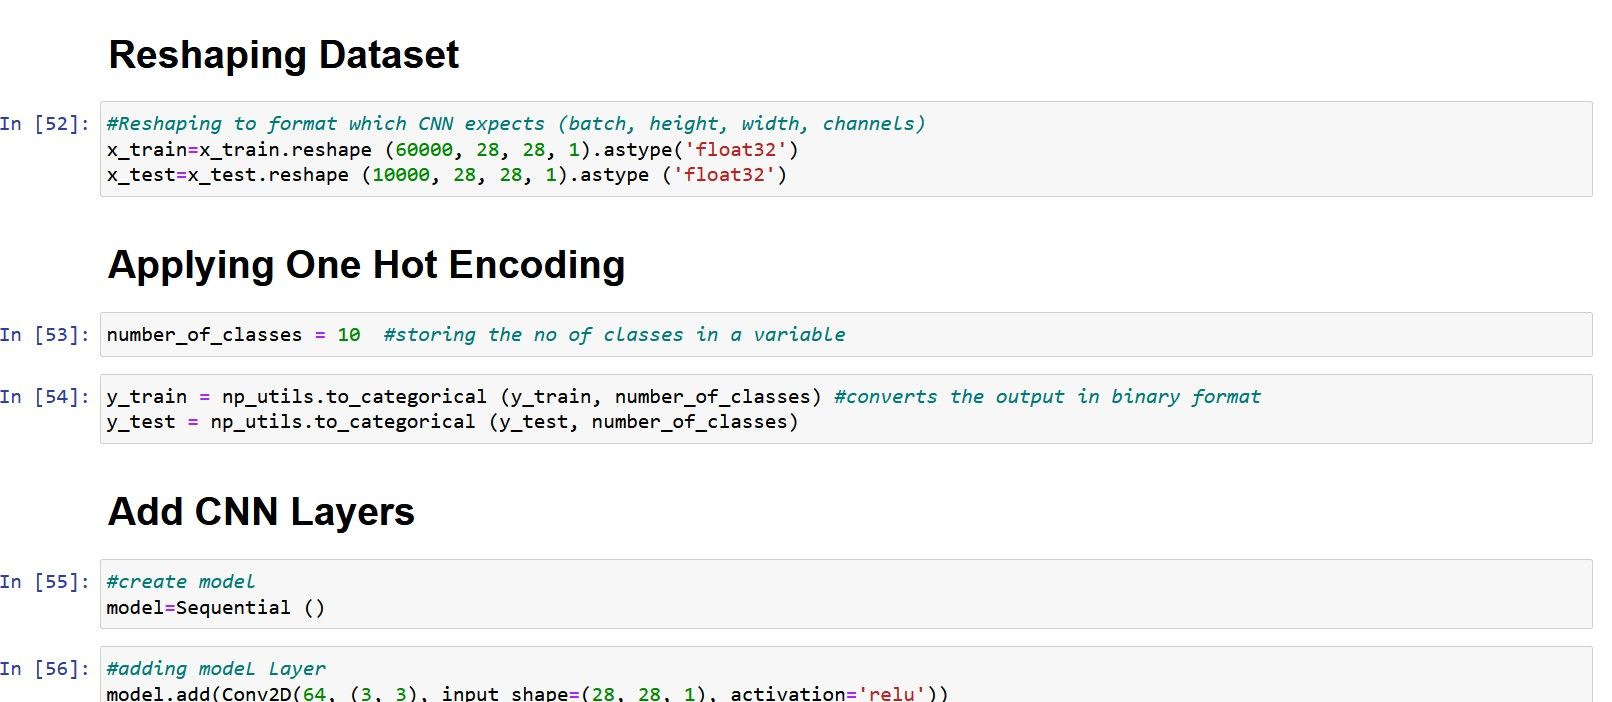 Reshaping Dataset
In [52]: #Reshaping to format which CNN expects (batch, height, width, channels)
x_train=x_train.reshape (60000, 28, 28, 1).astype('float32')
x_test=x_test.reshape (10000, 28, 28, 1).astype ('float32')
Applying One Hot Encoding
In [53]: number_of_classes = 10  #storing the no of classes in a variable
In [54]: y_train = np_utils.to_categorical (y_train, number_of_classes) #converts the output in binary format
y_test = np_utils.to_categorical (y_test, number_of_classes)
Add CNN Layers
In [55]: #create model
model=Sequential ()
In [56]: #adding model Layer
model.add(Conv2D(64, (3, 3), input_shape=(28, 28, 1), activation='relu'))